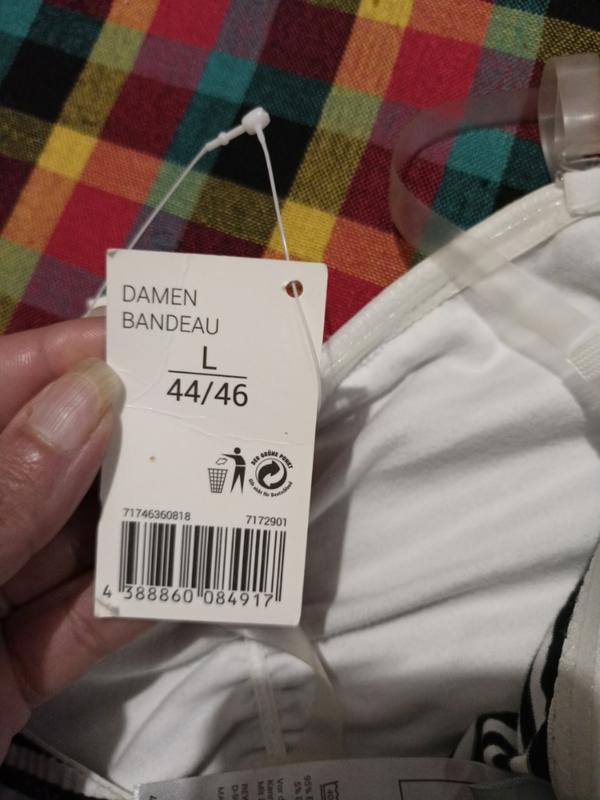 DAMEN
BANDEAU
L
44/46
DER GRÜNE PUNKT
71746360818 7172901
4 388860 084917